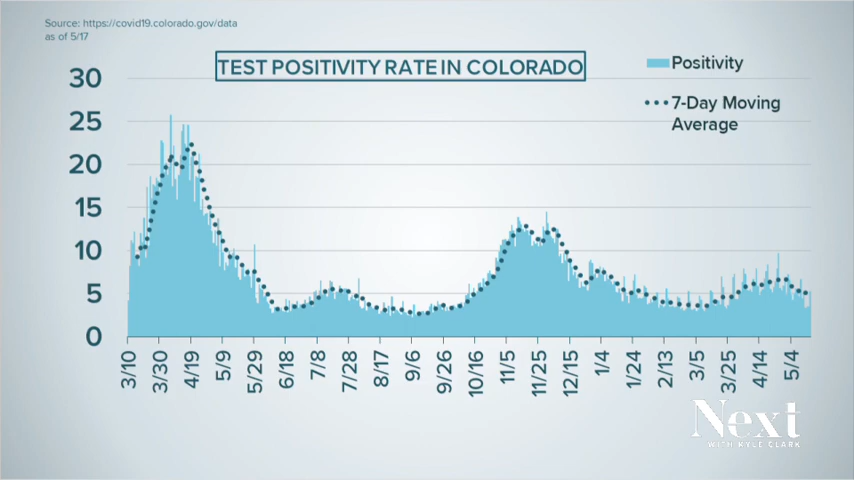 Source: https://covid19.colorado.gov/data
as of 5/17
TEST POSITIVITY RATE IN COLORADO
Positivity
7-Day Moving
Average
30
25
20
15
10
5
0
3/10 3/30 4/19 5/9 5/29 6/18 7/8 7/28 8/17 9/6 9/26 10/16 11/5 11/25 12/15 1/4 1/24 2/13 3/5 3/25 4/14 5/4
Next
WITH KYLE CLARK